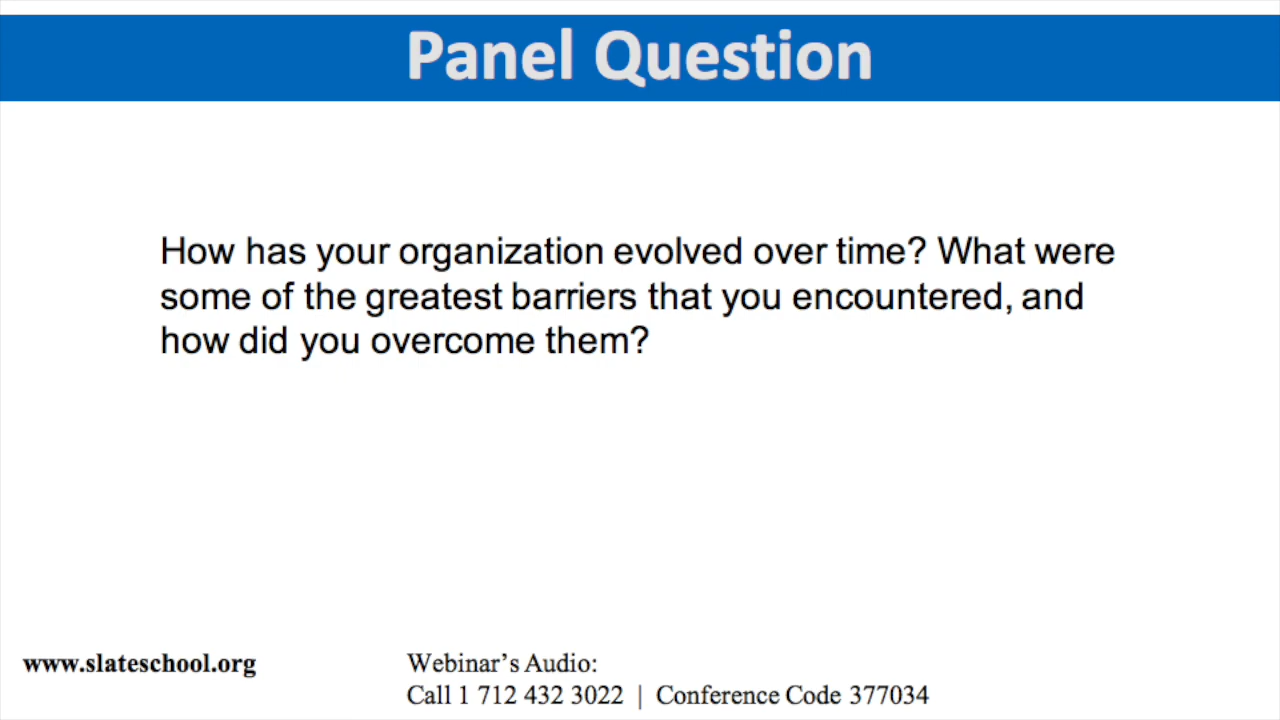 Panel Question
How has your organization evolved over time? What were
some of the greatest barriers that you encountered, and
how did you overcome them?
www.slateschool.org
Webinar's Audio:
Call 1 712 432 3022 | Conference Code 377034